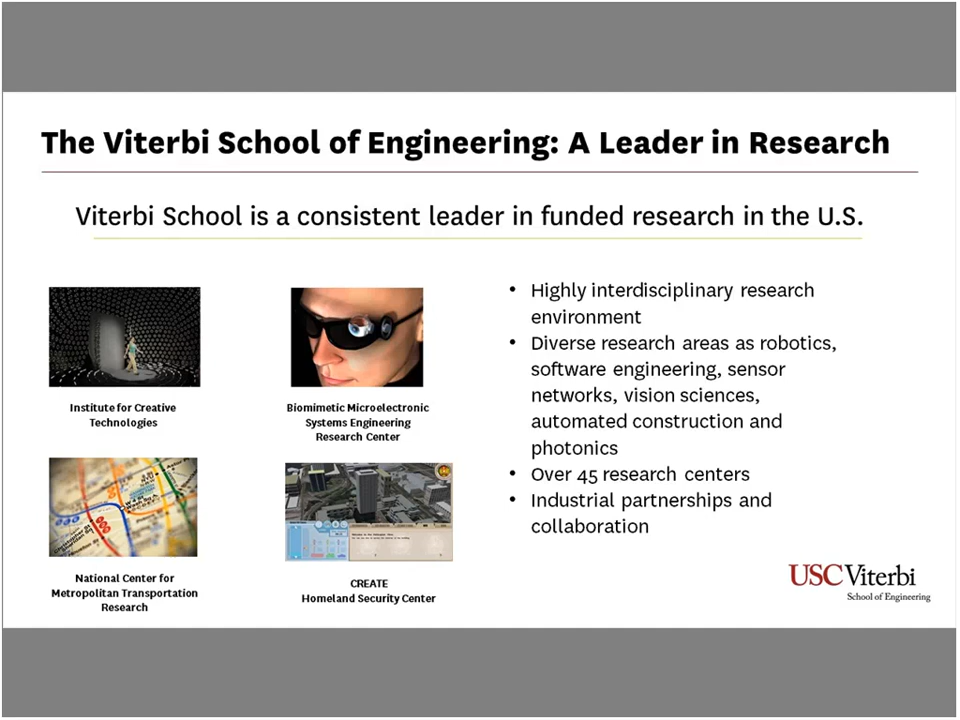 The Viterbi School of Engineering: A Leader in Research
Viterbi School is a consistent leader in funded research in the U.S.
Institute for Creative
Technologies
Biomimetic Microelectronic
Systems Engineering
Research Center
National Center for
Metropolitan Transportation
Research
CREATE
Homeland Security Center
• Highly interdisciplinary research
environment
• Diverse research areas as robotics,
software engineering, sensor
networks, vision sciences,
automated construction and
photonics
• Over 45 research centers
• Industrial partnerships and
collaboration
USC Viterbi
School of Engineering